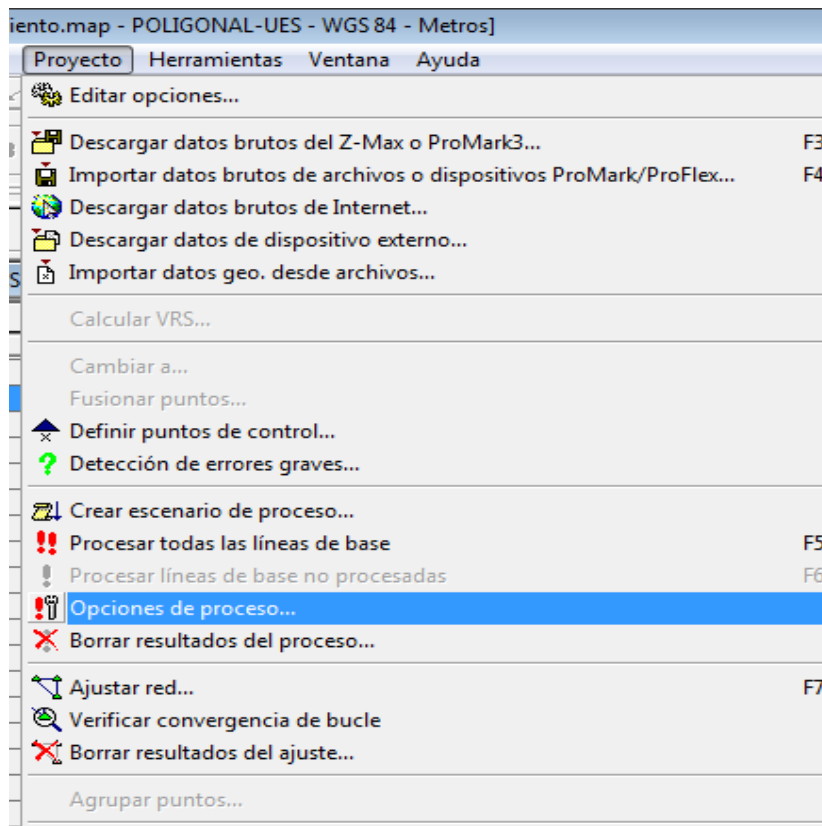 iento.map - POLIGONAL-UES - WGS 84 - Metros]
Proyecto Herramientas Ventana Ayuda
Editar opciones...
Descargar datos brutos del Z-Max o ProMark3... F3
Importar datos brutos de archivos o dispositivos ProMark/ProFlex... F4
Descargar datos brutos de Internet...
Descargar datos de dispositivo externo...
Importar datos geo. desde archivos...
Calcular VRS...
Cambiar a...
Fusionar puntos...
Definir puntos de control...
Detección de errores graves...
Crear escenario de proceso...
Procesar todas las líneas de base F5
Procesar líneas de base no procesadas F6
Opciones de proceso...
Borrar resultados del proceso...
Ajustar red... F7
Verificar convergencia de bucle
Borrar resultados del ajuste...
Agrupar puntos...